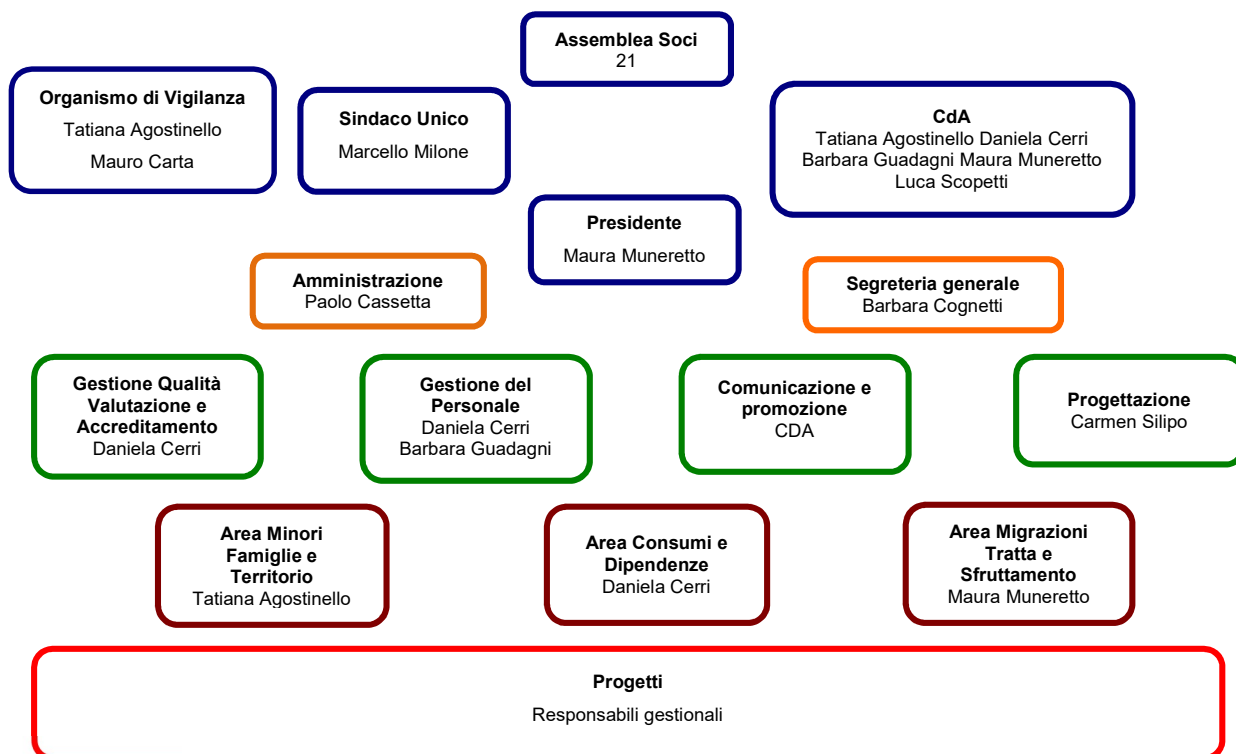 Assemblea Soci
21
Organismo di Vigilanza
Tatiana Agostinello
Mauro Carta
Sindaco Unico
Marcello Milone
CdA
Tatiana Agostinello Daniela Cerri
Barbara Guadagni Maura Muneretto
Luca Scopetti
Presidente
Maura Muneretto
Amministrazione
Paolo Cassetta
Segreteria generale
Barbara Cognetti
Gestione Qualità
Valutazione e
Accreditamento
Daniela Cerri
Gestione del
Personale
Daniela Cerri
Barbara Guadagni
Comunicazione e
promozione
CDA
Progettazione
Carmen Silipo
Area Minori
Famiglie e
Territorio
Tatiana Agostinello
Area Consumi e
Dipendenze
Daniela Cerri
Area Migrazioni
Tratta e
Sfruttamento
Maura Muneretto
Progetti
Responsabili gestionali